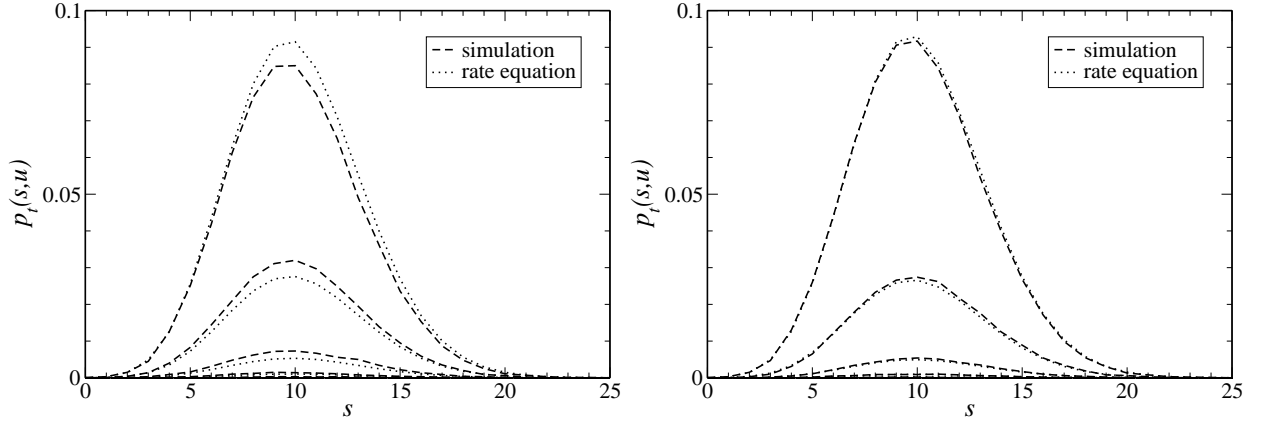 0.1
simulation
rate equation
p_t(s,u)
0.05
0
0 5 10 15 20 25
s
0.1
simulation
rate equation
p_t(s,u)
0.05
0
0 5 10 15 20 25
s